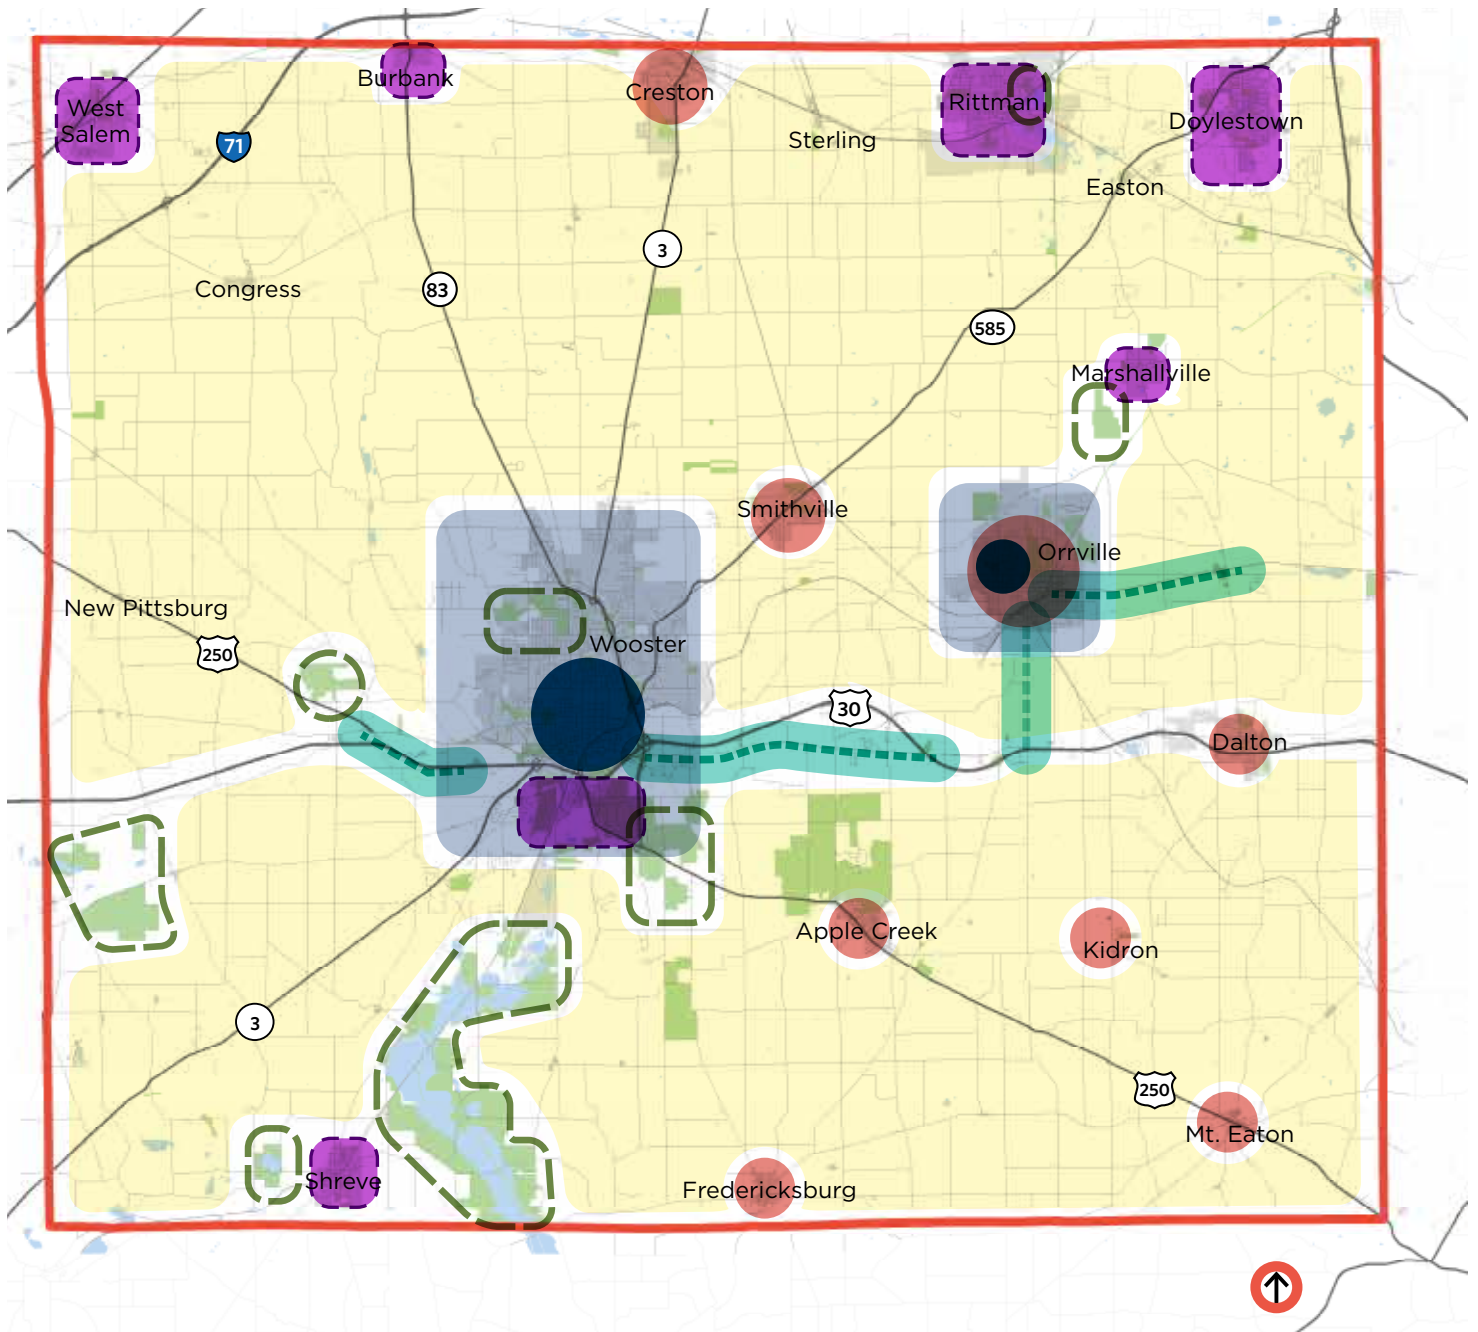 Burbank
West
Salem
Creston
Rittman
Doylestown
71
Sterling
Easton
3
Congress
83
585
Marshallville
Smithville
Orrville
New Pittsburg
250
Wooster
30
Dalton
Apple Creek
Kidron
3
250
Mt. Eaton
Shreve
Fredericksburg